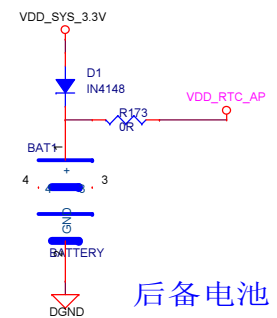 VDD_SYS_3.3V
D1
IN4148
R173
0R
VDD_RTC_AP
BAT1
+
4
3
GND
BATTERY
DGND
后备电池